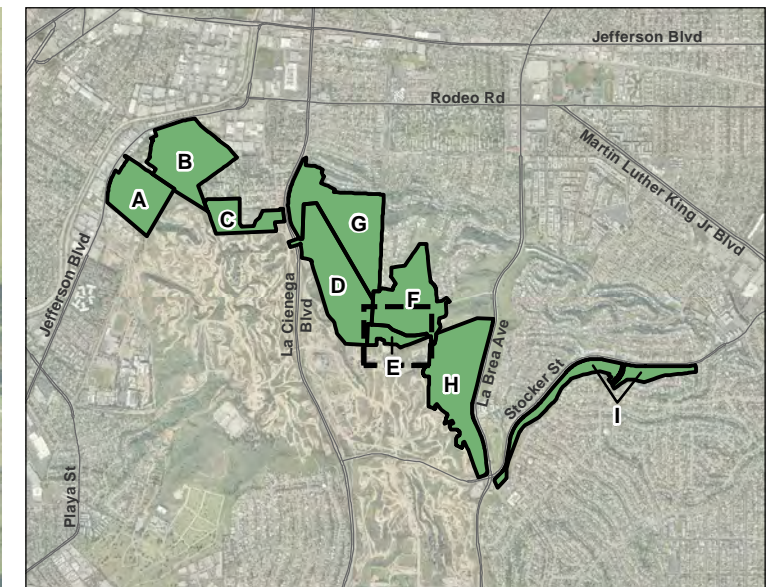 Jefferson Blvd
Rodeo Rd
Martin Luther King Jr Blvd
B
A
C
G
D
F
Jefferson Blvd
La Cienega
Blvd
E
H
La Brea Ave
Stocker St
I
Playa St